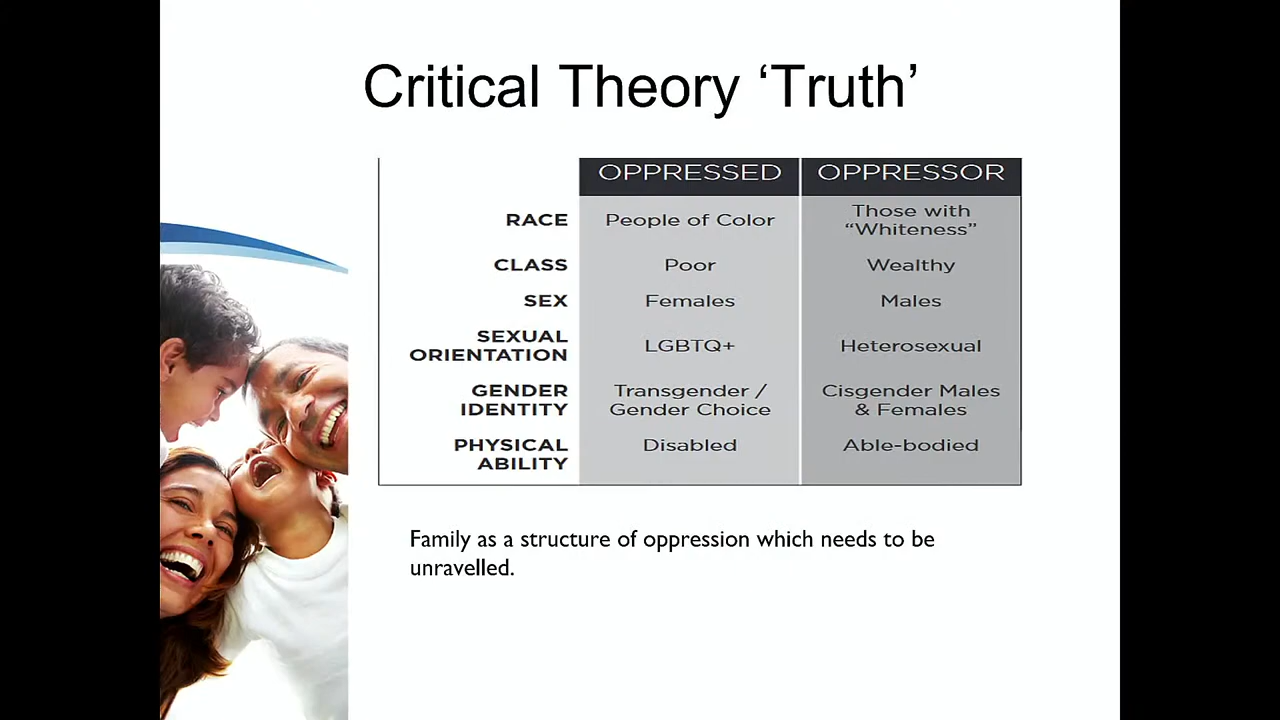 Critical Theory ‘Truth’
OPPRESSED OPPRESSOR
RACE People of Color Those with “Whiteness”
CLASS Poor Wealthy
SEX Females Males
SEXUAL ORIENTATION LGBTQ+ Heterosexual
GENDER IDENTITY Transgender / Gender Choice Cisgender Males & Females
PHYSICAL ABILITY Disabled Able-bodied
Family as a structure of oppression which needs to be
unravelled.